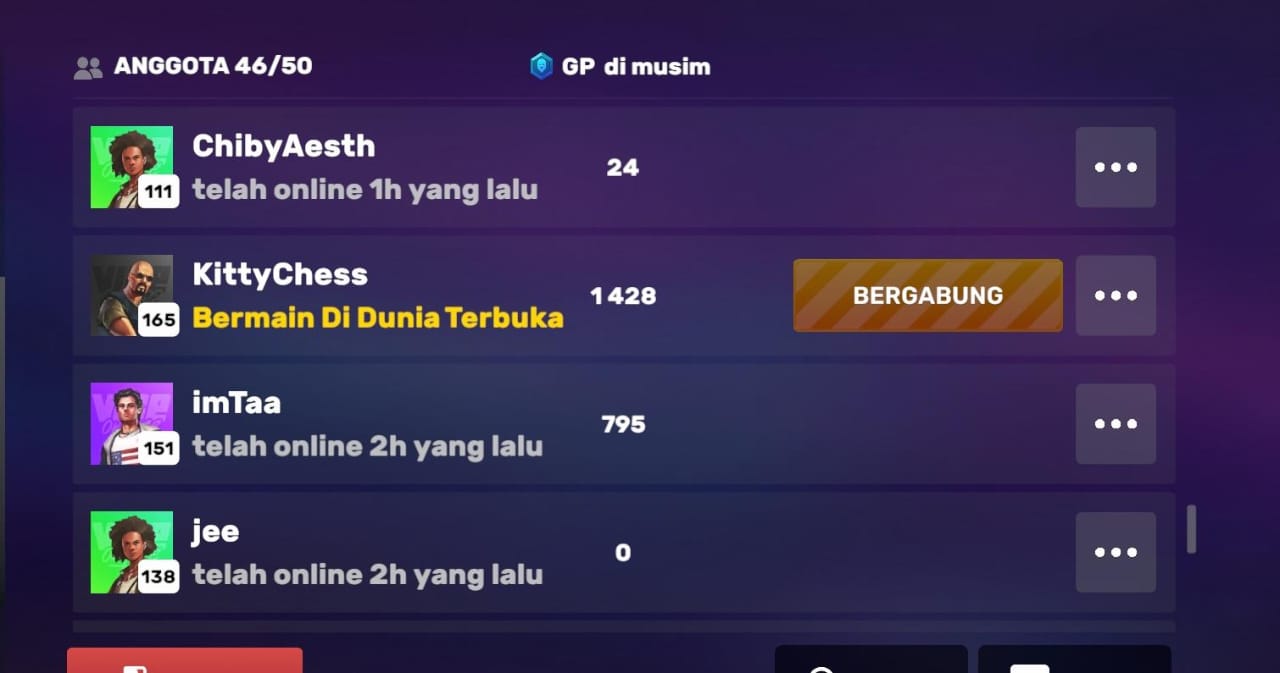 ANGGOTA 46/50
GP di musim
ChibyAesth
24
111
telah online 1h yang lalu
KittyChess
1 428
BERGABUNG
165
Bermain Di Dunia Terbuka
imTaa
795
151
telah online 2h yang lalu
jee
0
138
telah online 2h yang lalu